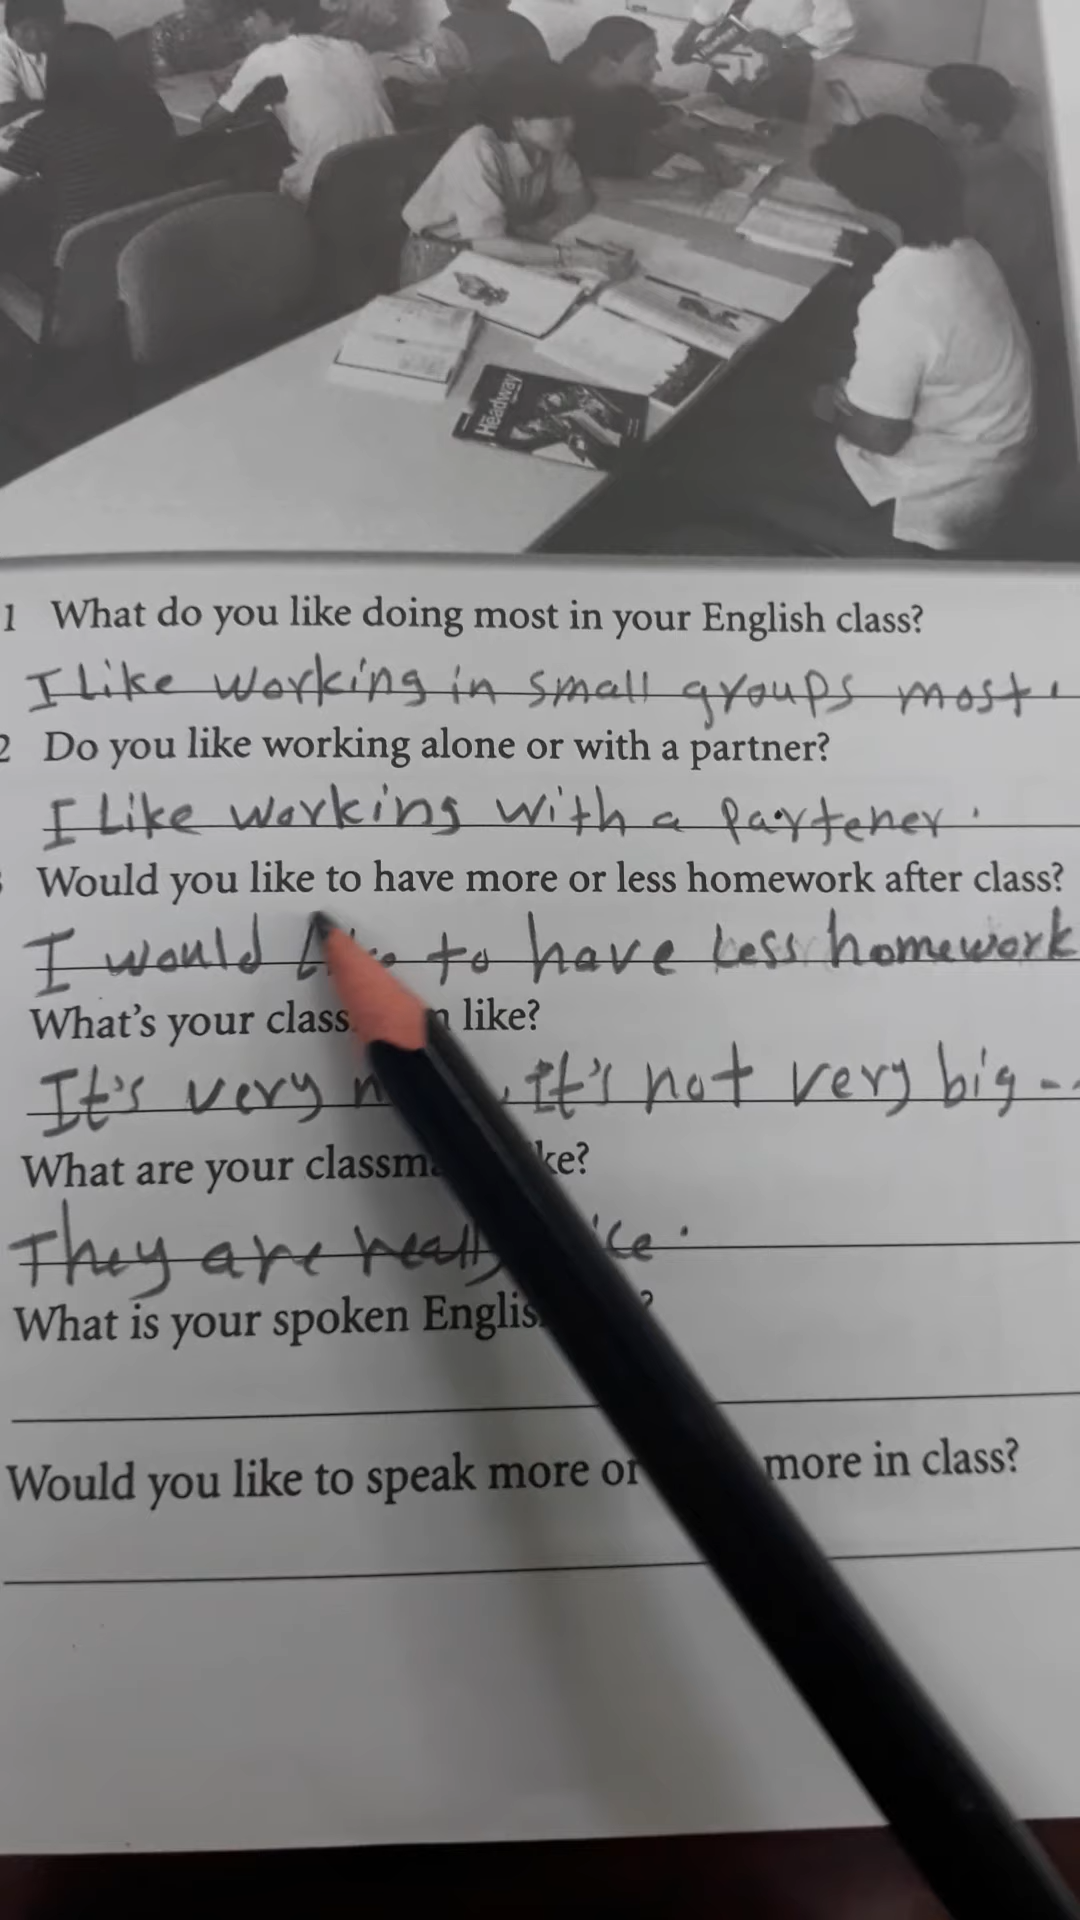 Headway
1 What do you like doing most in your English class?
I Like working in small groups most.
2 Do you like working alone or with a partner?
I Like working with a partener.
Would you like to have more or less homework after class?
I would to have Less homework
What's your like?
It's very , It's not very big --
What are your
They are really
What is your spoken
Would you like to speak more or more in class?